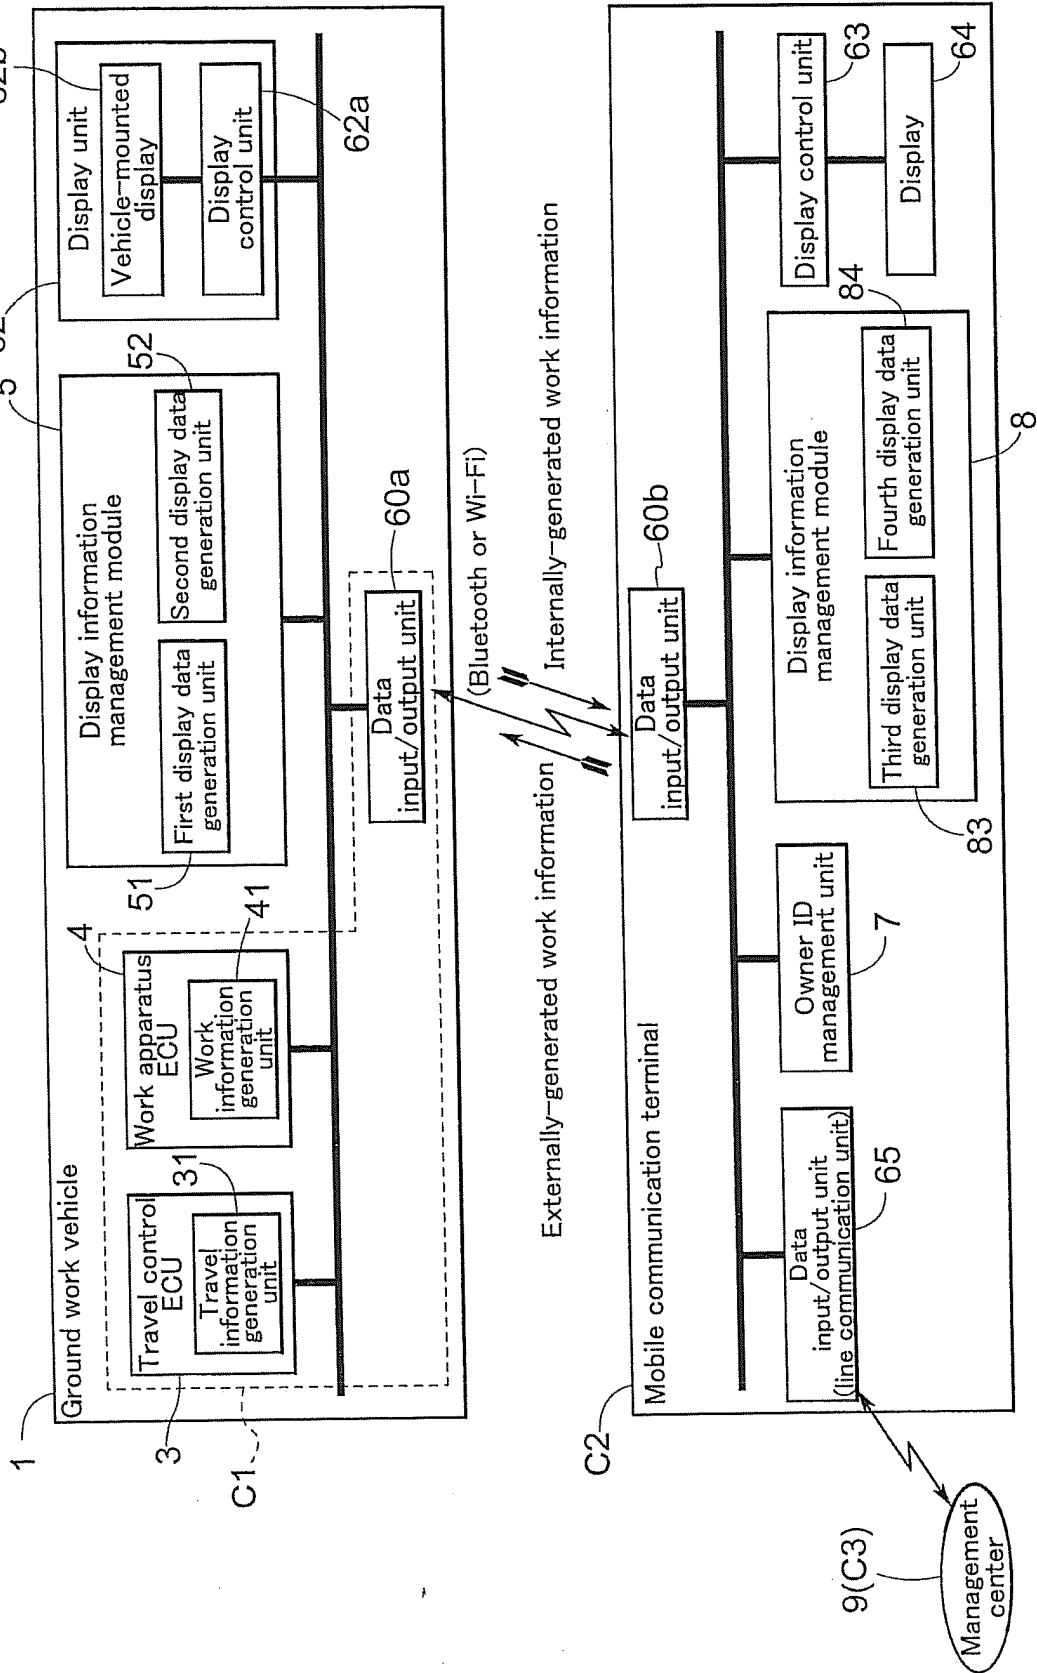 1
Ground work vehicle
3
Travel control
ECU
31
Travel
information
generation
unit
4
Work apparatus
ECU
41
Work
information
generation
unit
C1
5
Display information
management module
51
First display data
generation unit
52
Second display data
generation unit
Display unit
Vehicle-mounted
display
Display
control unit
62a
60a
Data
input/output unit
(Bluetooth or Wi-Fi)
Externally-generated work information
Internally-generated work information
C2
Mobile communication terminal
60b
Data
input/output unit
Data
input/output unit
(line communication unit)
65
Owner ID
management unit
7
Display information
management module
8
Third display data
generation unit
83
Fourth display data
generation unit
84
Display control unit
63
Display
64
9(C3)
Management
center